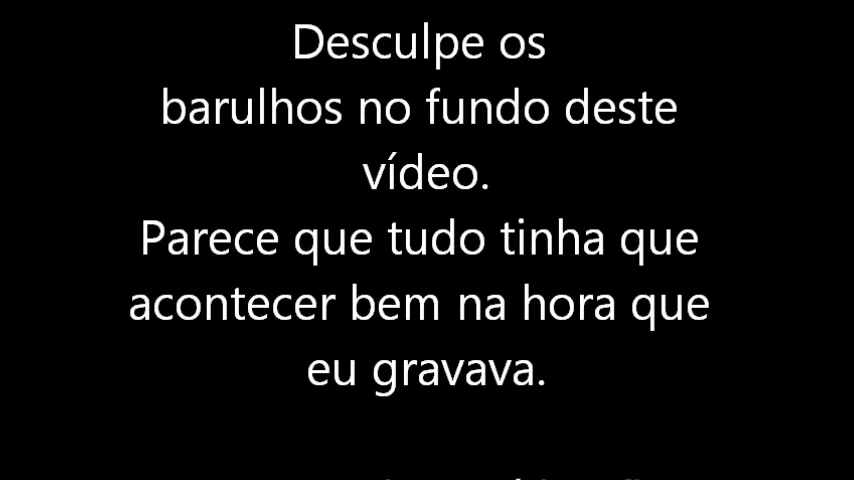 Desculpe os
barulhos no fundo deste
vídeo.
Parece que tudo tinha que
acontecer bem na hora que
eu gravava.